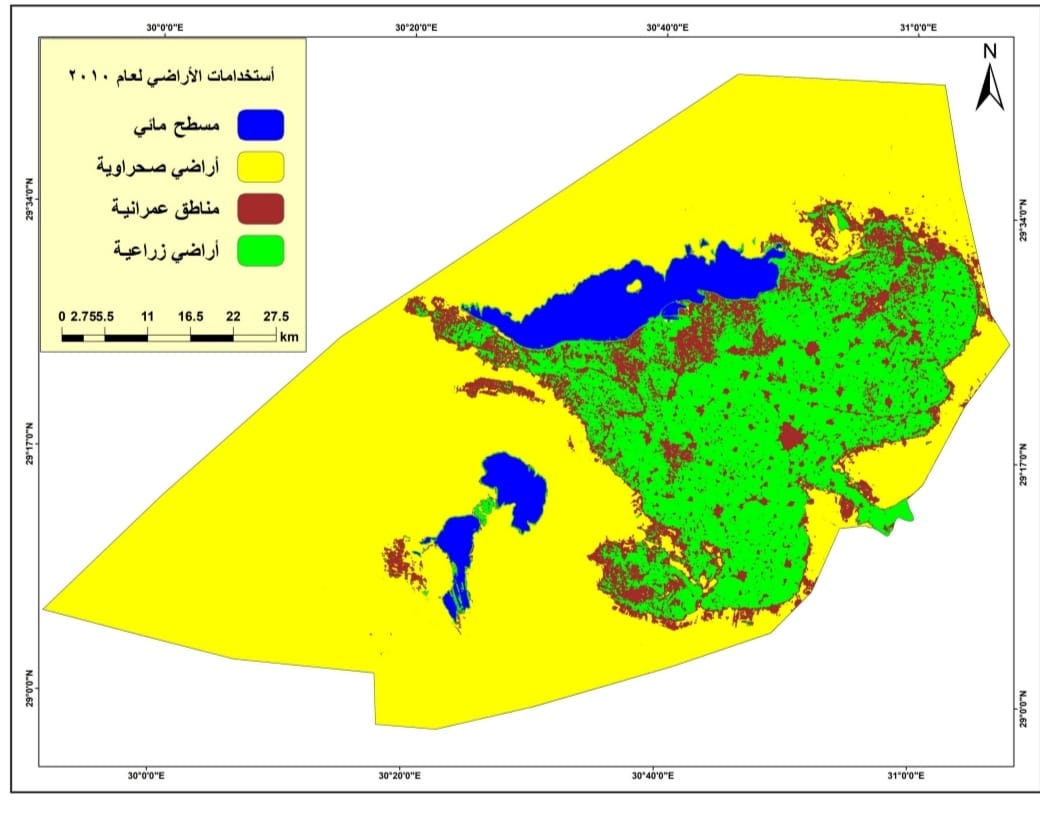 30°0'0"E 30°20'0"E 30°40'0"E 31°0'0"E
N
أستخدامات الأراضي لعام ٢٠١٠
مسطح مائي
أراضي صحراوية
مناطق عمرانية
أراضي زراعية
0 2.755.5 11 16.5 22 27.5
km
29°34'0"N
29°17'0"N
29°0'0"N
29°34'0"N
29°17'0"N
29°0'0"N
30°0'0"E 30°20'0"E 30°40'0"E 31°0'0"E